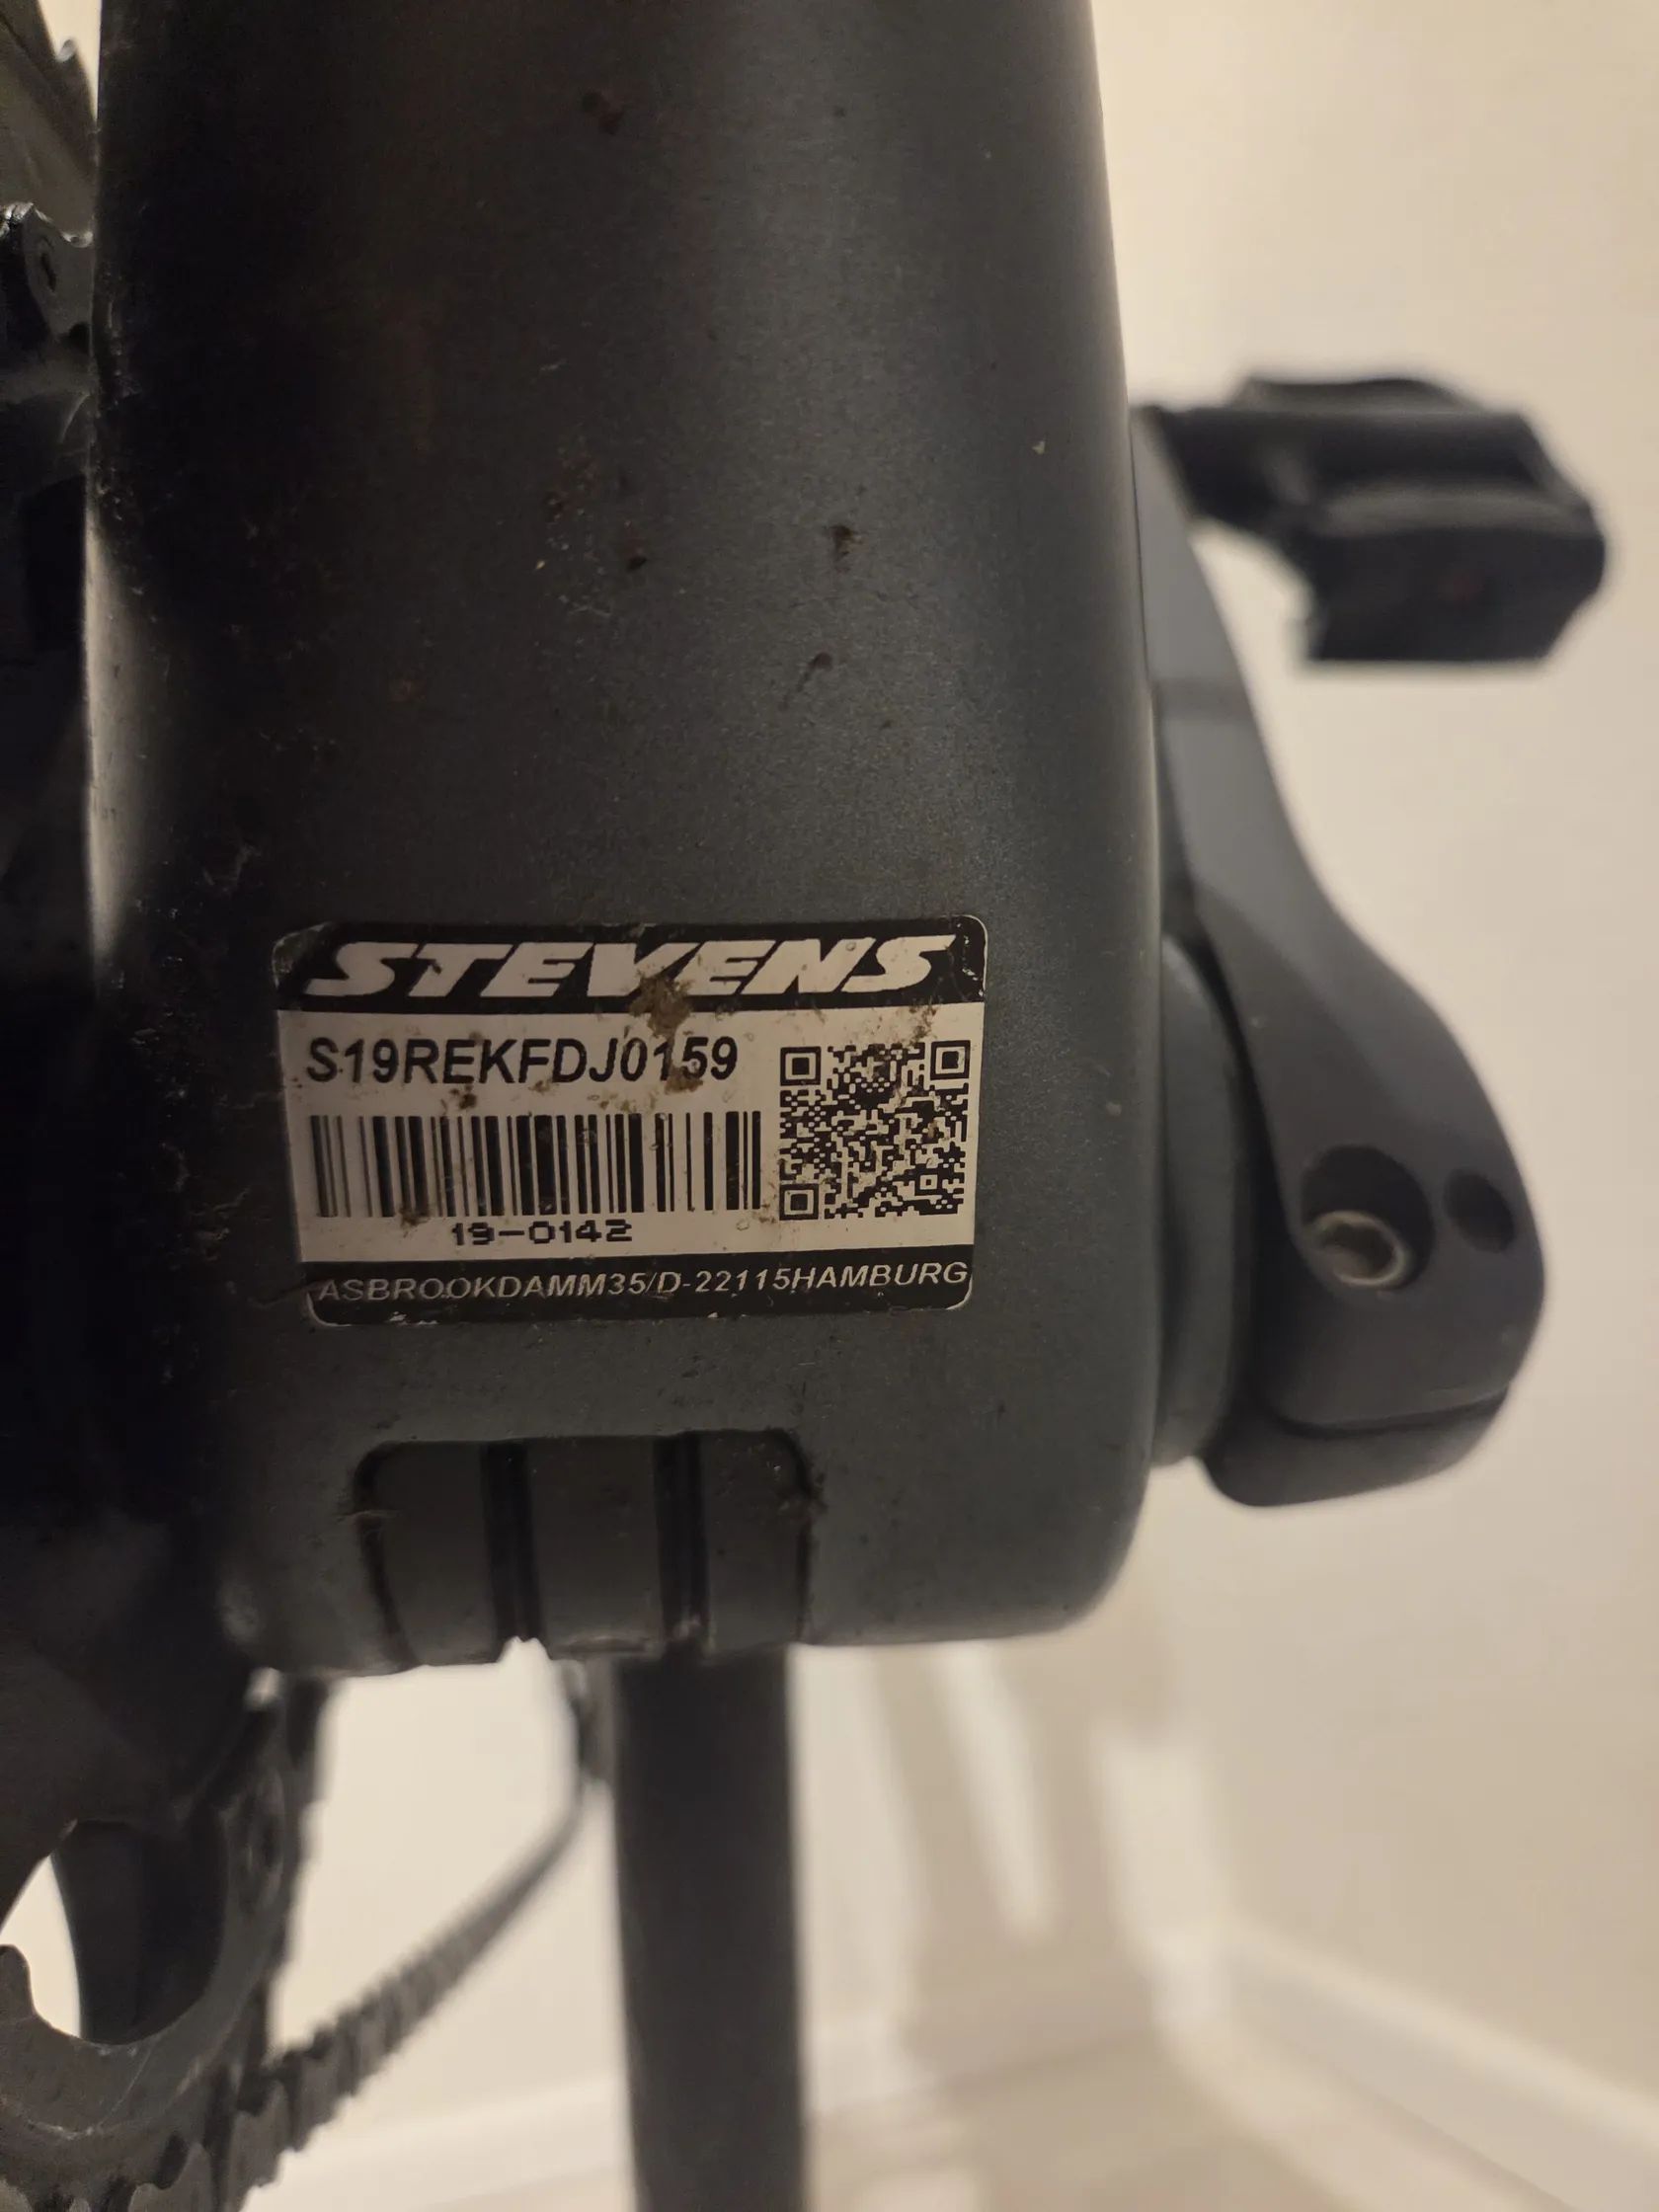 STEVENS
S19REKFDJ0159
19-0142
ASBROOKDAMM35/D-22115HAMBURG